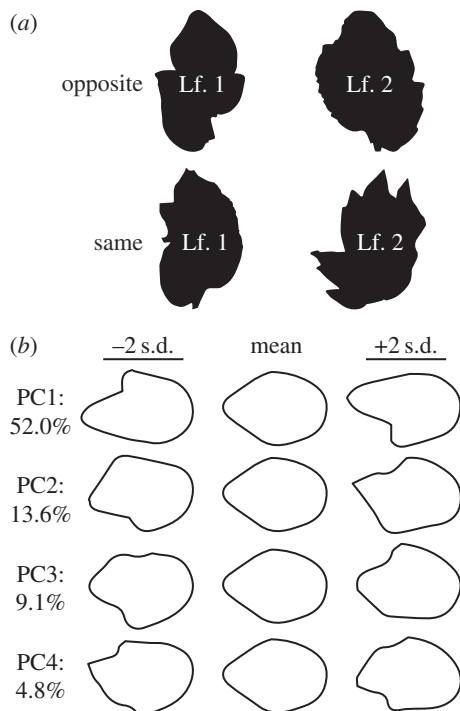 (a)
opposite Lf. 1 Lf. 2
same Lf. 1 Lf. 2
(b) –2 s.d. mean +2 s.d.
PC1:
52.0%
PC2:
13.6%
PC3:
9.1%
PC4:
4.8%